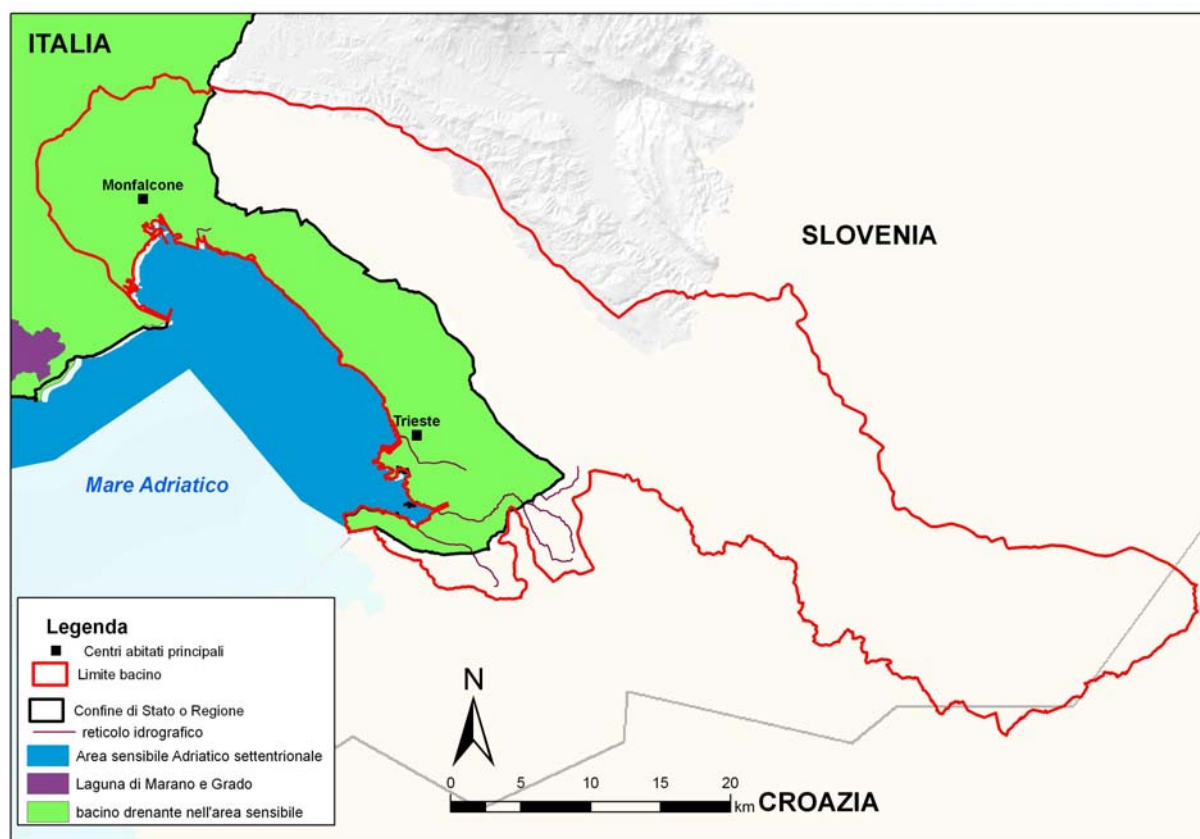 ITALIA
Monfalcone
SLOVENIA
Trieste
Mare Adriatico
Legenda
Centri abitati principali
Limite bacino
Confine di Stato o Regione
reticolo idrografico
Area sensibile Adriatico settentrionale
Laguna di Marano e Grado
bacino drenante nell'area sensibile
N
0 5 10 15 20
km
CROAZIA